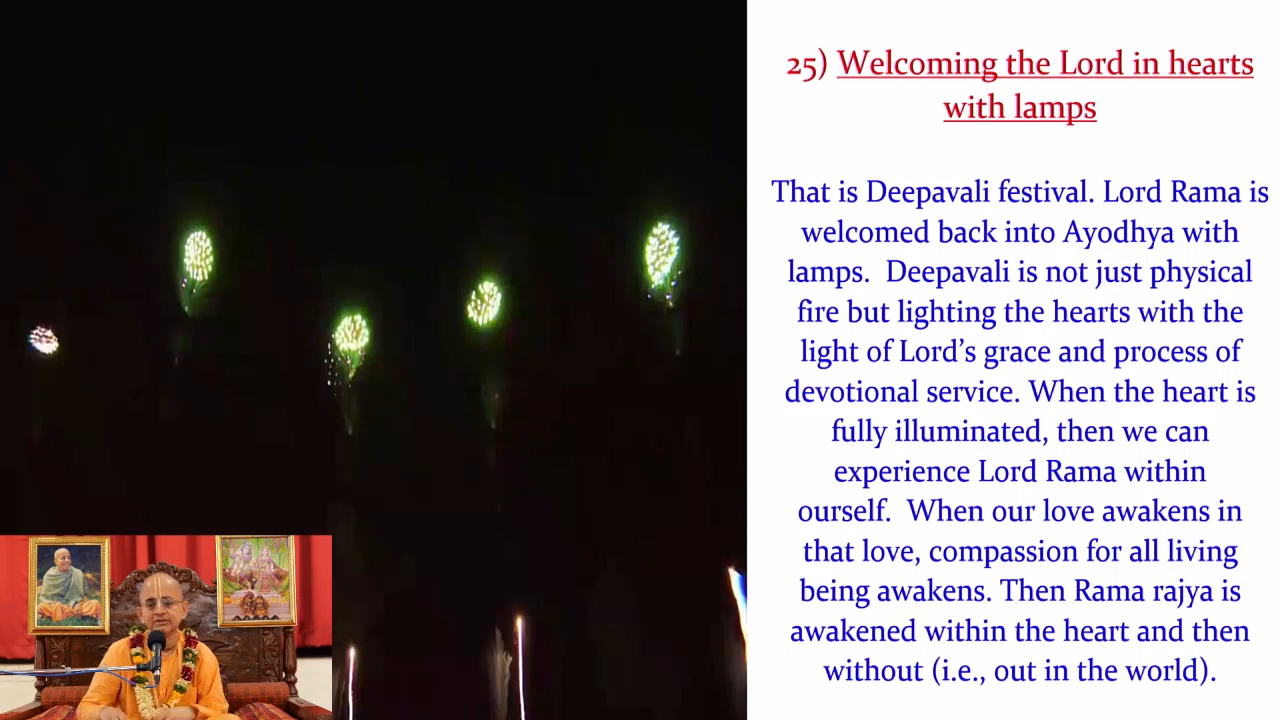 25) Welcoming the Lord in hearts
with lamps
That is Deepavali festival. Lord Rama is
welcomed back into Ayodhya with
lamps.  Deepavali is not just physical
fire but lighting the hearts with the
light of Lord’s grace and process of
devotional service. When the heart is
fully illuminated, then we can
experience Lord Rama within
ourself.  When our love awakens in
that love, compassion for all living
being awakens. Then Rama rajya is
awakened within the heart and then
without (i.e., out in the world).